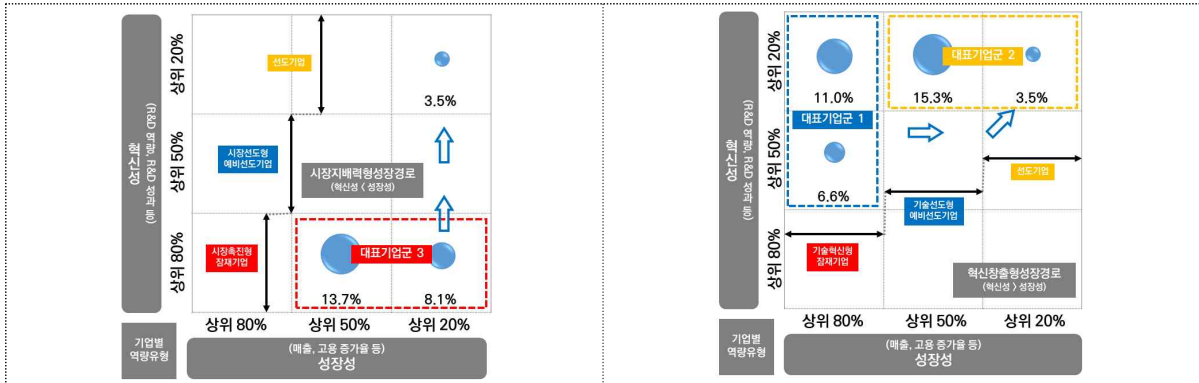 상위 20%
선도기업
3.5%
혁신성
(R&D 역량, R&D 성과 등)
상위 50%
시장선도형
예비선도기업
시장지배력형성장경로
(혁신성 < 성장성)
상위 80%
시장촉진형
잠재기업
대표기업군 3
13.7%
8.1%
상위 80%
상위 50%
상위 20%
기업별
역량유형
(매출, 고용 증가율 등)
성장성
상위 20%
대표기업군 2
11.0%
15.3%
3.5%
혁신성
(R&D 역량, R&D 성과 등)
상위 50%
대표기업군 1
6.6%
선도기업
기술선도형
예비선도기업
상위 80%
기술혁신형
잠재기업
혁신창출형성장경로
(혁신성 > 성장성)
상위 80%
상위 50%
상위 20%
기업별
역량유형
(매출, 고용 증가율 등)
성장성